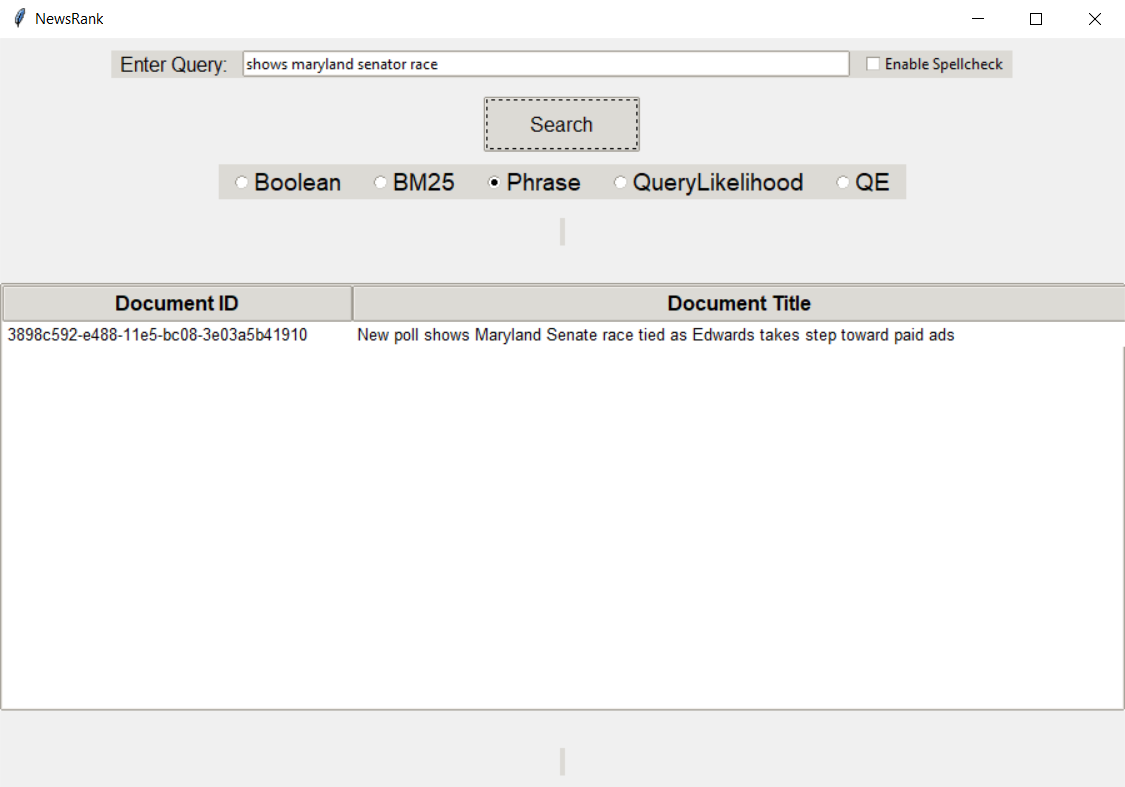 NewsRank
Enter Query: shows maryland senator race Enable Spellcheck
Search
Boolean BM25 Phrase QueryLikelihood QE
Document ID Document Title
3898c592-e488-11e5-bc08-3e03a5b41910 New poll shows Maryland Senate race tied as Edwards takes step toward paid ads